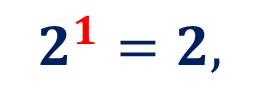 2¹ = 2,